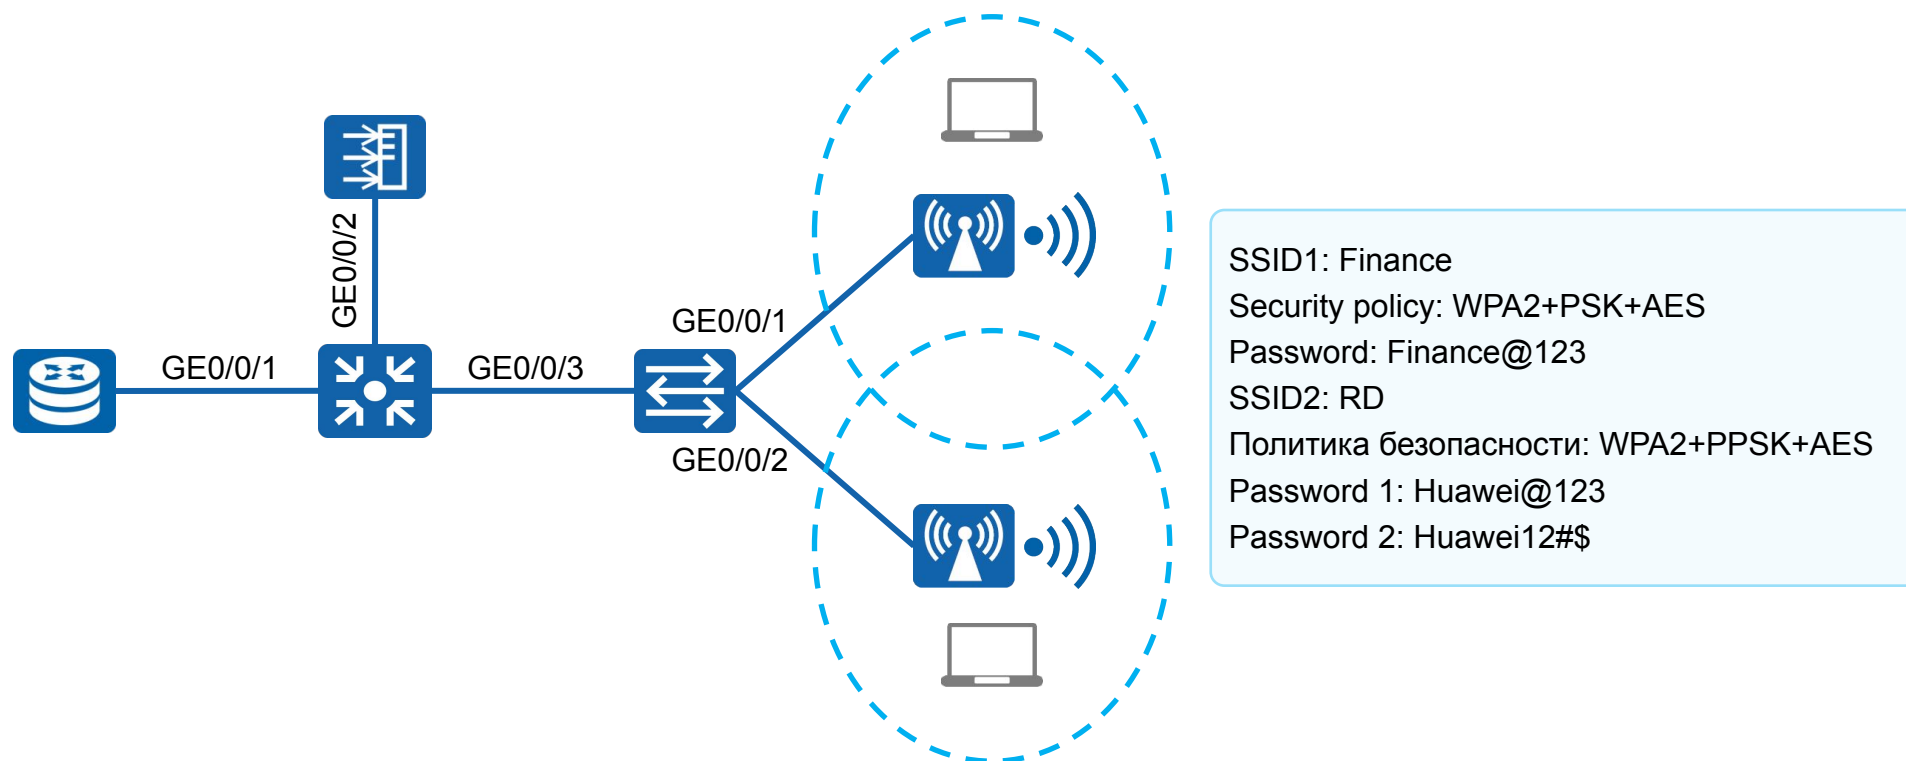 GE0/0/2
GE0/0/1
GE0/0/3
GE0/0/1
GE0/0/2
SSID1: Finance
Security policy: WPA2+PSK+AES
Password: Finance@123
SSID2: RD
Политика безопасности: WPA2+PPSK+AES
Password 1: Huawei@123
Password 2: Huawei12#$